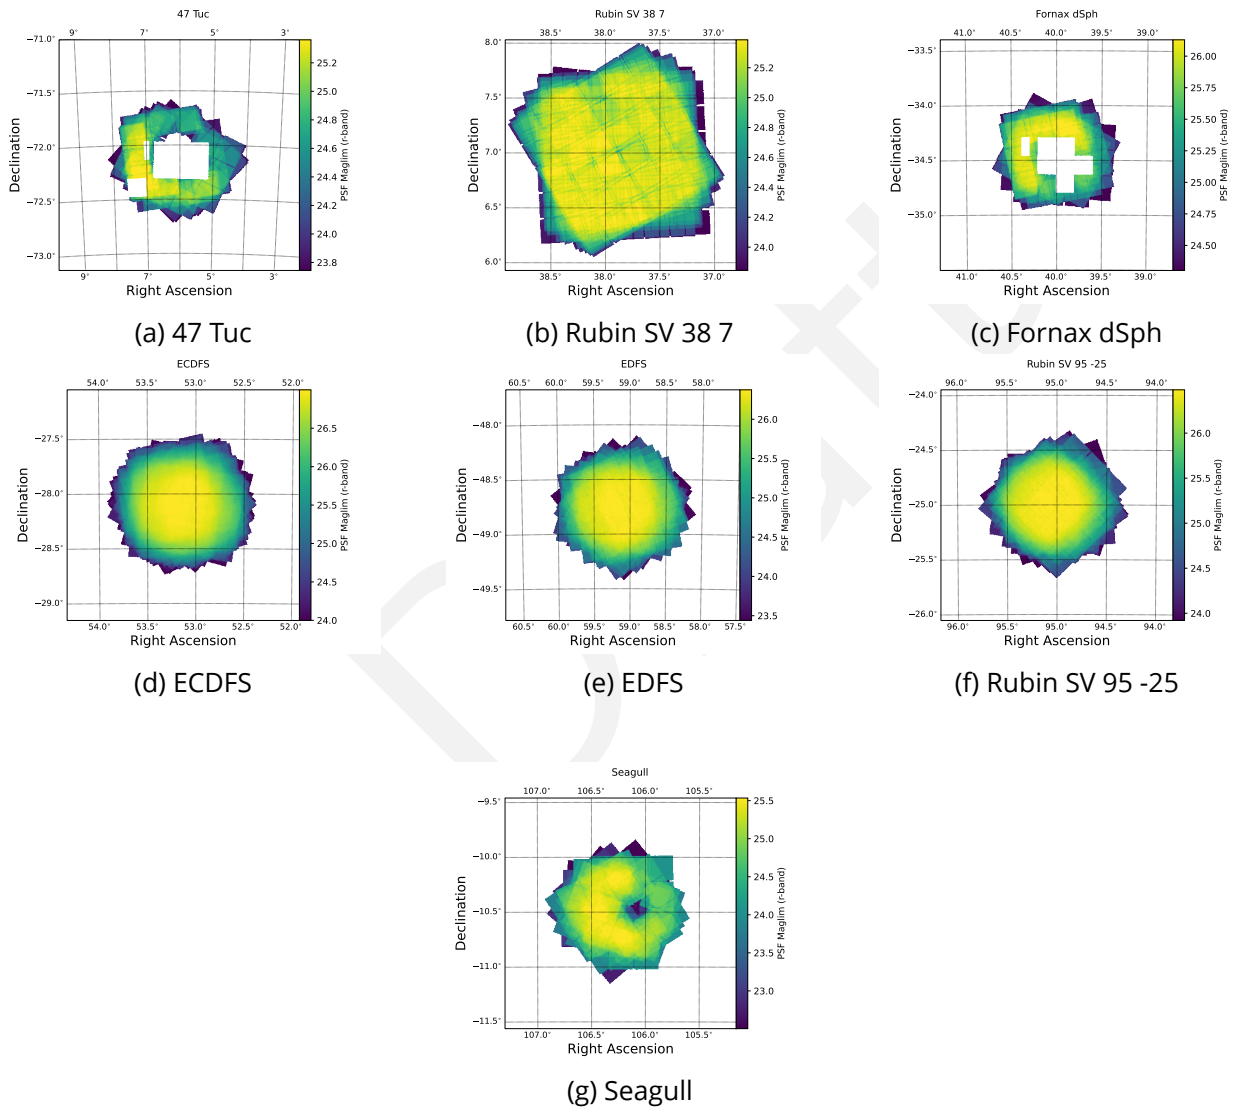 47 Tuc
9° 7° 5° 3°
−71.0°
−71.5°
−72.0°
−72.5°
−73.0°
Declination
9° 7° 5° 3°
Right Ascension
25.2
25.0
24.8
24.6
24.4
24.2
24.0
23.8
PSF Maglim (r-band)
(a) 47 Tuc
Rubin SV 38 7
38.5° 38.0° 37.5° 37.0°
8.0°
7.5°
7.0°
6.5°
6.0°
Declination
38.5° 38.0° 37.5° 37.0°
Right Ascension
25.2
25.0
24.8
24.6
24.4
24.2
24.0
PSF Maglim (r-band)
(b) Rubin SV 38 7
Fornax dSph
41.0° 40.5° 40.0° 39.5° 39.0°
−33.5°
−34.0°
−34.5°
−35.0°
Declination
41.0° 40.5° 40.0° 39.5° 39.0°
Right Ascension
26.00
25.75
25.50
25.25
25.00
24.75
24.50
PSF Maglim (r-band)
(c) Fornax dSph
ECDFS
54.0° 53.5° 53.0° 52.5° 52.0°
−27.5°
−28.0°
−28.5°
−29.0°
Declination
54.0° 53.5° 53.0° 52.5° 52.0°
Right Ascension
26.5
26.0
25.5
25.0
24.5
24.0
PSF Maglim (r-band)
(d) ECDFS
EDFS
60.5° 60.0° 59.5° 59.0° 58.5° 58.0°
−48.0°
−48.5°
−49.0°
−49.5°
Declination
60.5° 60.0° 59.5° 59.0° 58.5° 58.0° 57.5°
Right Ascension
26.0
25.5
25.0
24.5
24.0
23.5
PSF Maglim (r-band)
(e) EDFS
Rubin SV 95 -25
96.0° 95.5° 95.0° 94.5° 94.0°
−24.0°
−24.5°
−25.0°
−25.5°
−26.0°
Declination
96.0° 95.5° 95.0° 94.5° 94.0°
Right Ascension
26.0
25.5
25.0
24.5
24.0
PSF Maglim (r-band)
(f) Rubin SV 95 -25
Seagull
107.0° 106.5° 106.0° 105.5°
−9.5°
−10.0°
−10.5°
−11.0°
−11.5°
Declination
107.0° 106.5° 106.0° 105.5°
Right Ascension
25.5
25.0
24.5
24.0
23.5
23.0
PSF Maglim (r-band)
(g) Seagull